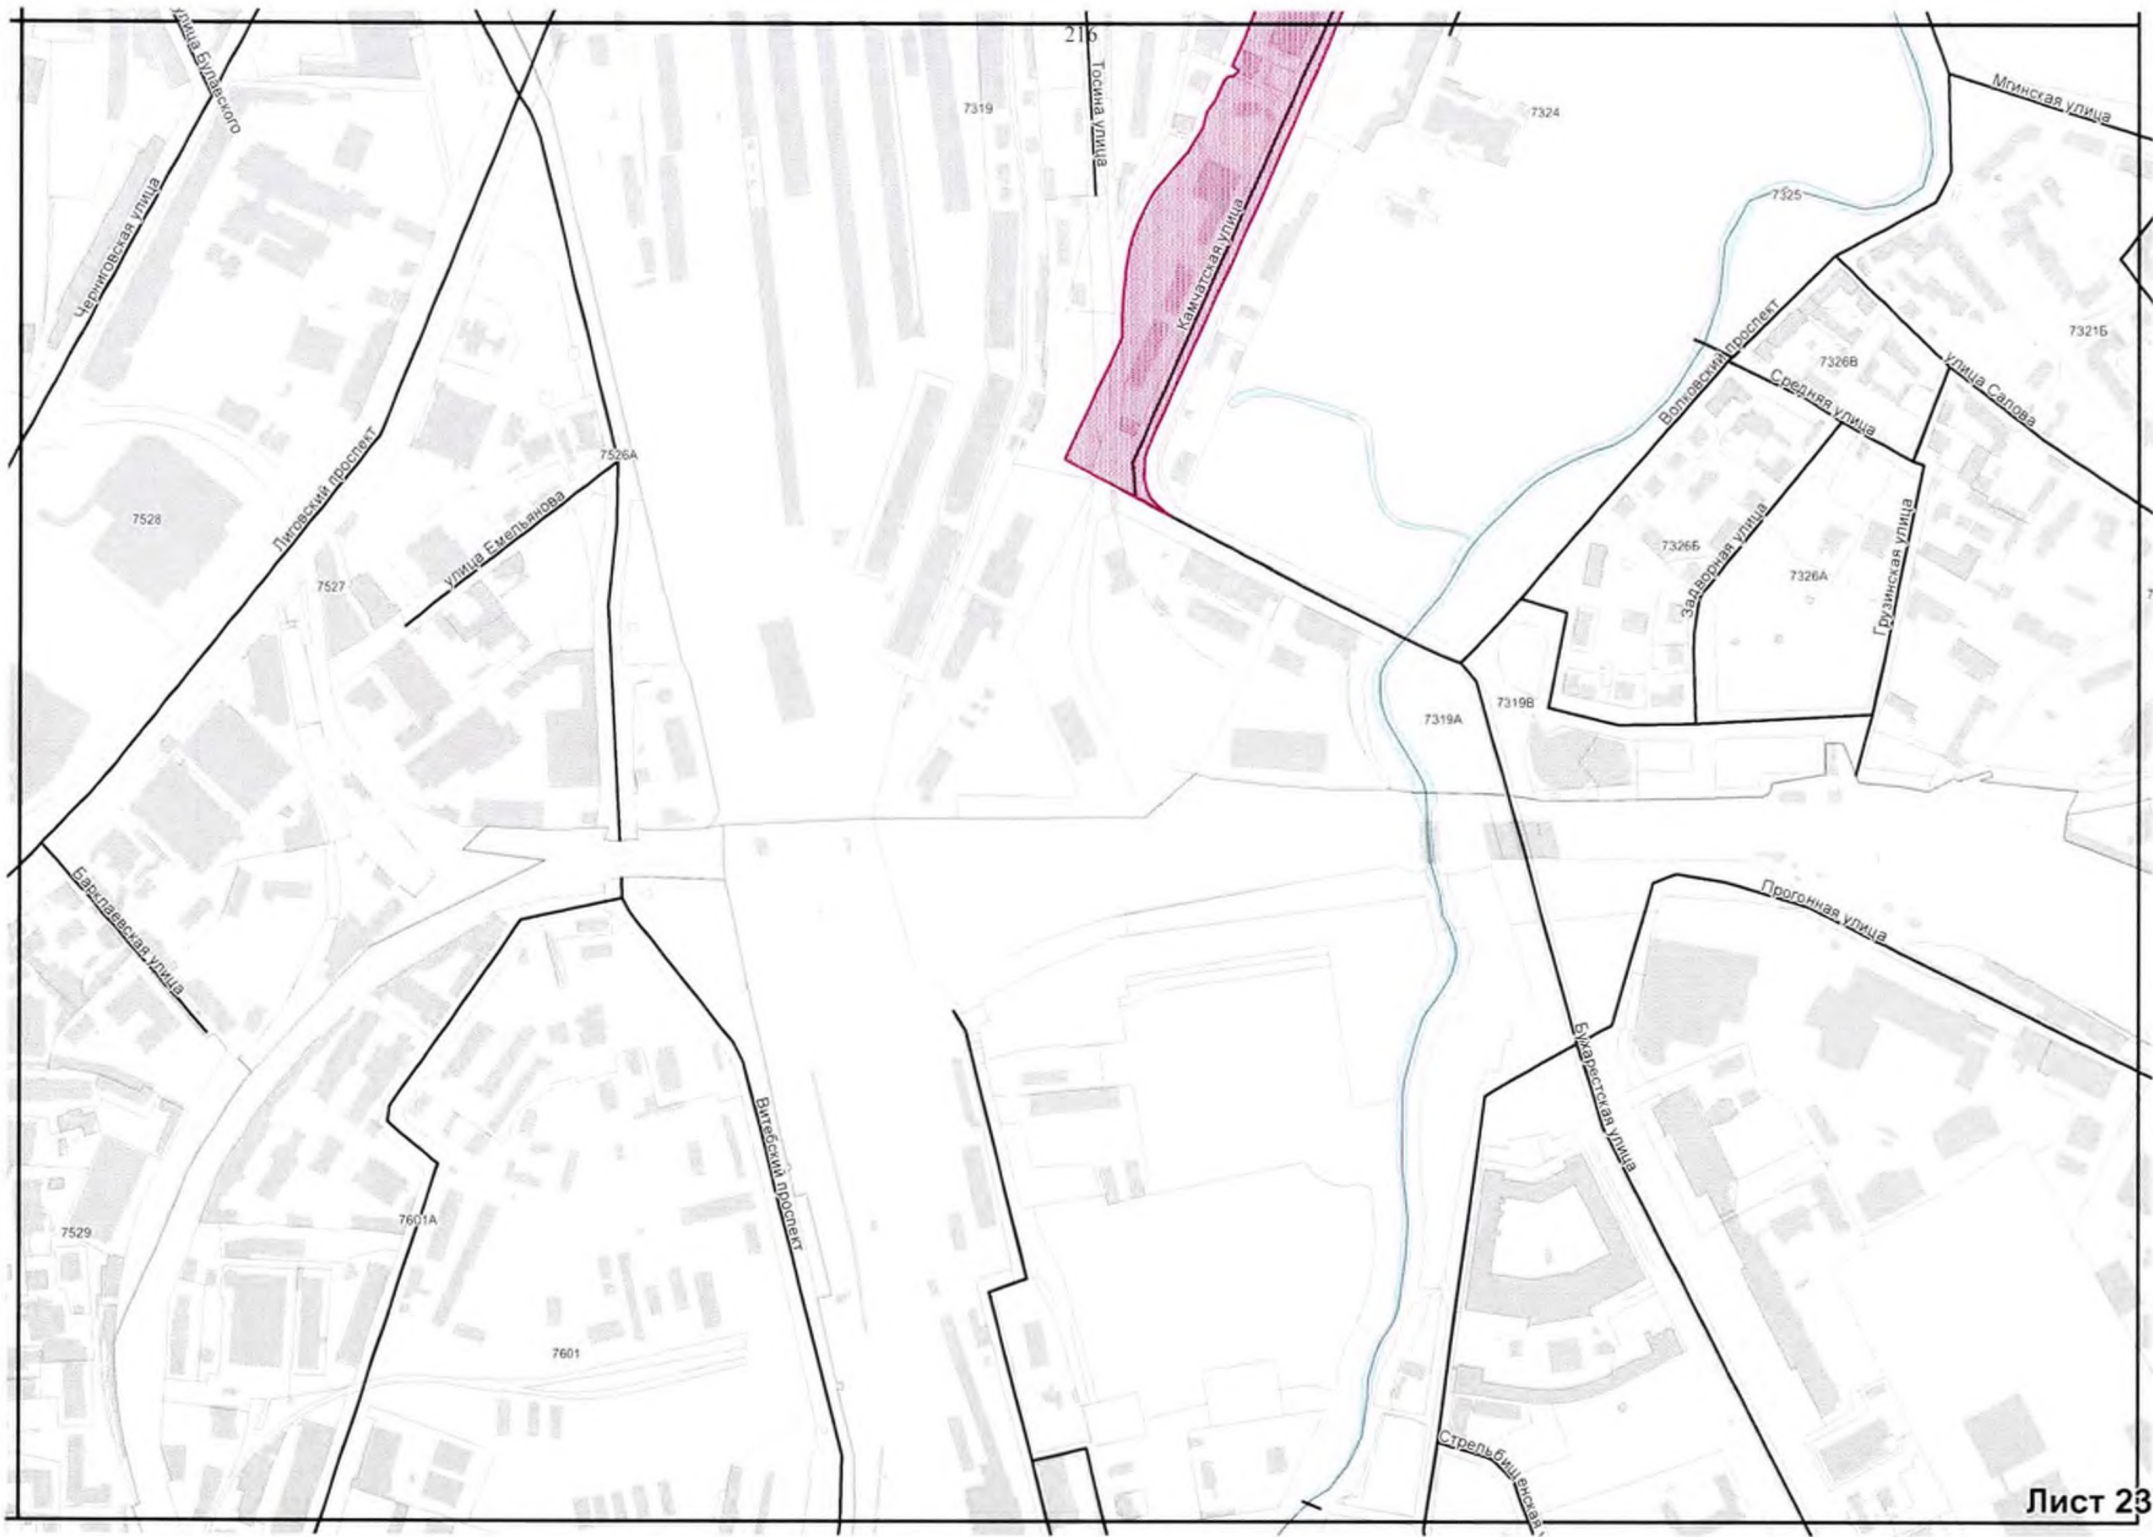 216
улица Булавского
Тосина улица
7319
7324
Мгинская улица
Черниговская улица
Камчатская улица
7325
7321Б
Волковский проспект
7326В
Средняя улица
улица Салова
Лиговский проспект
7526А
улица Емельянова
7528
7527
7326Б
Задворная улица
7326А
Грузинская улица
7319А
7319В
Барклаевская улица
Прогонная улица
Бухарестская улица
Витебский проспект
7529
7601А
7601
Стрельбищенская
Лист 23